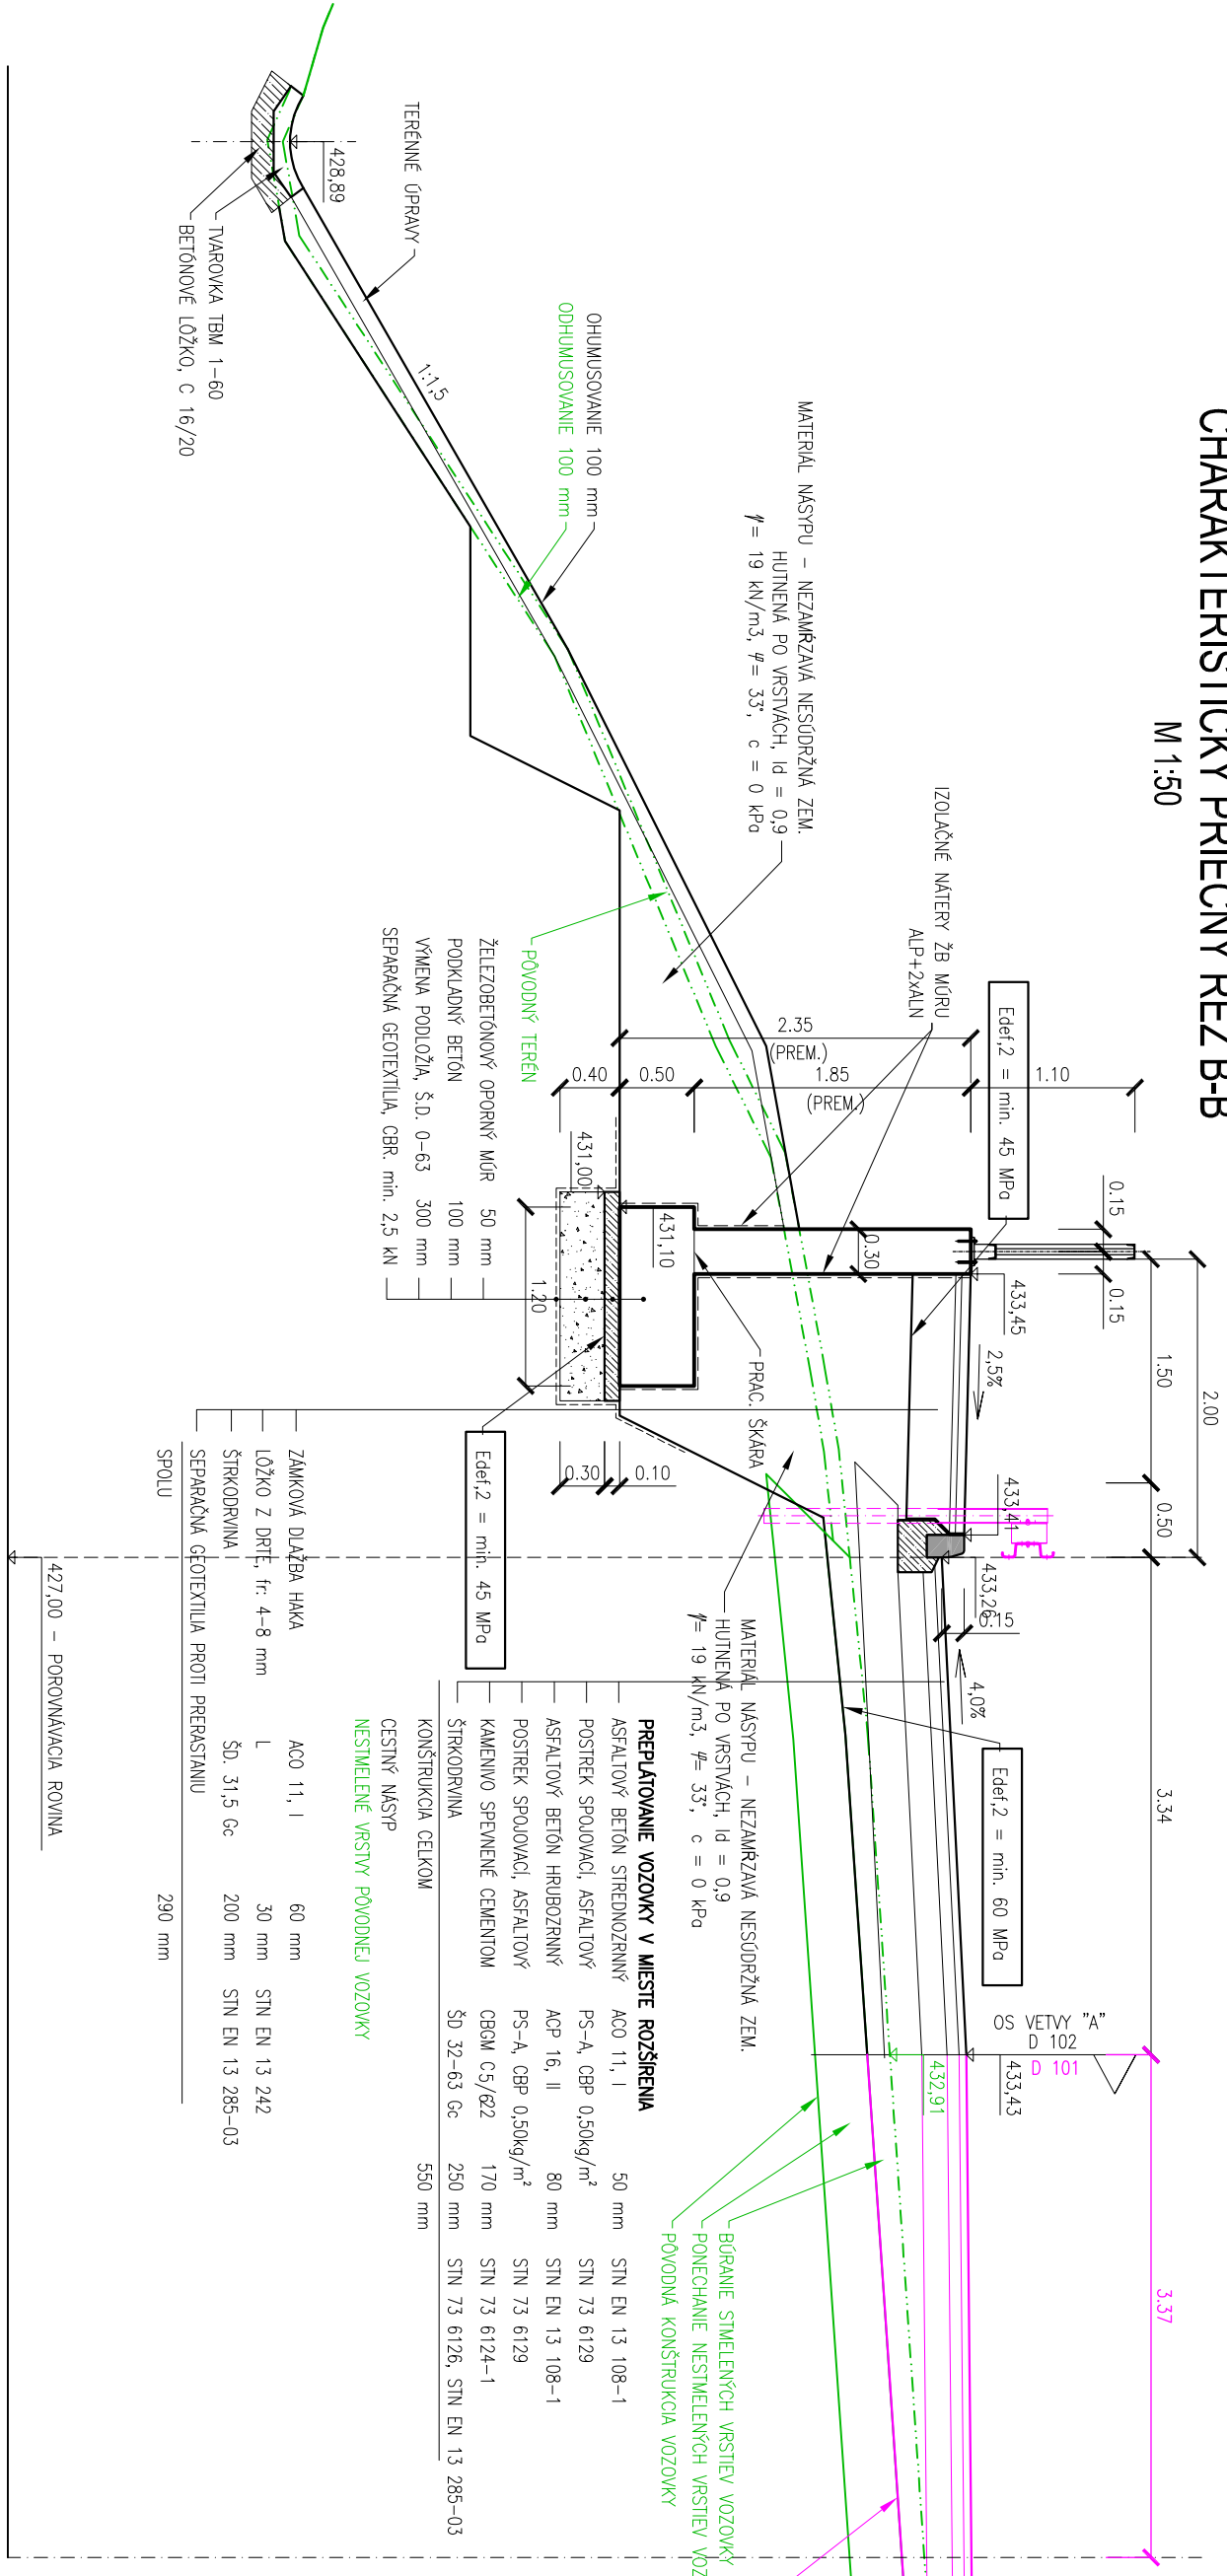 CHARAKTERISTICKÝ PRIEČNY REZ B-B
M 1:50
2.00
1.50
0.50
3.34
3.37
0.15
0.15
1.10
Edef,2 = min. 45 MPa
433,45
2,5%
433,41
433,26
0.15
4,0%
Edef,2 = min. 60 MPa
OS VETVY "A"
D 102
D 101
433,43
432,91
IZOLAČNÉ NÁTERY ŽB MÚRU
ALP+2xALN
2.35
(PREM.)
1.85
(PREM.)
0.50
0.40
0.30
MATERIÁL NÁSYPU - NEZAMŔZAVÁ NESÚDRŽNÁ ZEM.
HUTNENÁ PO VRSTVÁCH, Id = 0,9
= 19 kN/m3, φ= 33°, c = 0 kPa
PRAC. ŠKÁRA
MATERIÁL NÁSYPU - NEZAMŔZAVÁ NESÚDRŽNÁ ZEM.
HUTNENÁ PO VRSTVÁCH, Id = 0,9
= 19 kN/m3, φ= 33°, c = 0 kPa
BÚRANIE STMELENÝCH VRSTIEV VOZOVKY
PONECHANIE NESTMELENÝCH VRSTIEV VOZ
PÔVODNÁ KONŠTRUKCIA VOZOVKY
431,10
431,00
1.20
0.10
0.30
Edef,2 = min. 45 MPa
OHUMUSOVANIE 100 mm
ODHUMUSOVANIE 100 mm
1:1,5
TERÉNNE ÚPRAVY
428,89
TVAROVKA TBM 1-60
BETÓNOVÉ LÔŽKO, C 16/20
PÔVODNÝ TERÉN
ŽELEZOBETÓNOVÝ OPORNÝ MÚR 50 mm
PODKLADNÝ BETÓN 100 mm
VÝMENA PODLOŽIA, Š.D. 0-63 300 mm
SEPARAČNÁ GEOTEXTÍLIA, CBR. min. 2,5 kN
PREPLÁTOVANIE VOZOVKY V MIESTE ROZŠÍRENIA
ASFALTOVÝ BETÓN STREDNOZRNNÝ ACO 11, I 50 mm STN EN 13 108-1
POSTREK SPOJOVACÍ, ASFALTOVÝ PS-A, CBP 0,50kg/m² STN 73 6129
ASFALTOVÝ BETÓN HRUBOZRNNÝ ACP 16, II 80 mm STN EN 13 108-1
POSTREK SPOJOVACÍ, ASFALTOVÝ PS-A, CBP 0,50kg/m² STN 73 6129
KAMENIVO SPEVNENÉ CEMENTOM CBGM C5/6 22 170 mm STN 73 6124-1
ŠTRKODRVINA ŠD 32-63 Gc 250 mm STN 73 6126, STN EN 13 285-03
KONŠTRUKCIA CELKOM 550 mm
CESTNÝ NÁSYP
NESTMELENÉ VRSTVY PÔVODNEJ VOZOVKY
ZÁMKOVÁ DLAŽBA HAKA ACO 11, I 60 mm
LÔŽKO Z DRTE, fr: 4-8 mm L 30 mm STN EN 13 242
ŠTRKODRVINA ŠD. 31,5 Gc 200 mm STN EN 13 285-03
SEPARAČNÁ GEOTEXTILIA PROTI PRERASTANIU
SPOLU 290 mm
427,00 - POROVNÁVACIA ROVINA